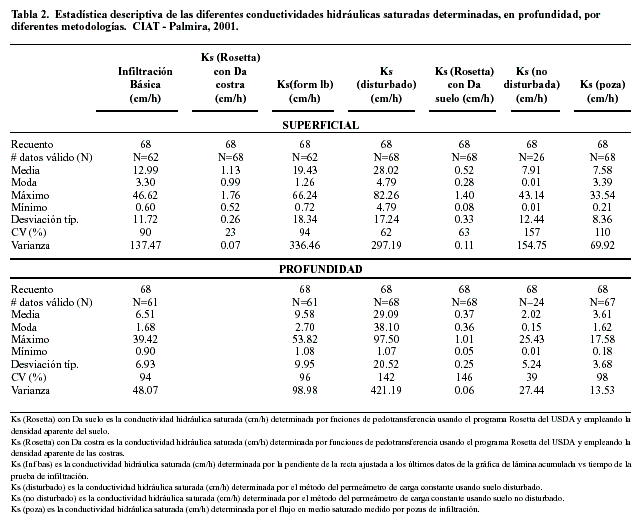 Tabla 2. Estadística descriptiva de las diferentes conductividades hidráulicas saturadas determinadas, en profundidad, por
diferentes metodologías. CIAT - Palmira, 2001.
Infiltración Básica (cm/h) Ks (Rosetta) con Da costra (cm/h) Ks(form lb) (cm/h) Ks (disturbado) (cm/h) Ks (Rosetta) con Da suelo (cm/h) Ks (no disturbada) (cm/h) Ks (poza) (cm/h)
SUPERFICIAL
Recuento 68 68 68 68 68 68 68
# datos válido (N) N=62 N=68 N=62 N=68 N=68 N=26 N=68
Media 12.99 1.13 19.43 28.02 0.52 7.91 7.58
Moda 3.30 0.99 1.26 4.79 0.28 0.01 3.39
Máximo 46.62 1.76 66.24 82.26 1.40 43.14 33.54
Mínimo 0.60 0.52 0.72 4.79 0.08 0.01 0.21
Desviación típ. 11.72 0.26 18.34 17.24 0.33 12.44 8.36
CV (%) 90 23 94 62 63 157 110
Varianza 137.47 0.07 336.46 297.19 0.11 154.75 69.92
PROFUNDIDAD
Recuento 68 68 68 68 68 68
# datos válido (N) N=61 N=61 N=68 N=68 N–24 N=67
Media 6.51 9.58 29.09 0.37 2.02 3.61
Moda 1.68 2.70 38.10 0.36 0.15 1.62
Máximo 39.42 53.82 97.50 1.01 25.43 17.58
Mínimo 0.90 1.08 1.07 0.05 0.01 0.18
Desviación típ. 6.93 9.95 20.52 0.25 5.24 3.68
CV (%) 94 96 142 146 39 98
Varianza 48.07 98.98 421.19 0.06 27.44 13.53
Ks (Rosetta) con Da suelo es la conductividad hidráulica saturada (cm/h) determinada por fnciones de pedotransferencia usando el programa Rosetta del USDA y empleando la
densidad aparente del suelo.
Ks (Rosetta) con Da costra es la conductividad hidráulica saturada (cm/h) determinada por funciones de pedotransferencia usando el programa Rosetta del USDA y empleando la
densidad aparente de las costras.
Ks (Inf bas) es la conductividad hidráulica saturada (cm/h) determinada por la pendiente de la recta ajustada a los últimos datos de la gráfica de lámina acumulada vs tiempo de la
prueba de infiltración.
Ks (disturbado) es la conductividad hidráulica saturada (cm/h) determinada por el método del permeámetro de carga constante usando suelo disturbado.
Ks (no disturbado) es la conductividad hidráulica saturada (cm/h) determinada por el método del permeámetro de carga constante usando suelo no disturbado.
Ks (poza) es la conductividad hidráulica saturada (cm/h) determinada por el flujo en medio saturado medido por pozas de infiltración.